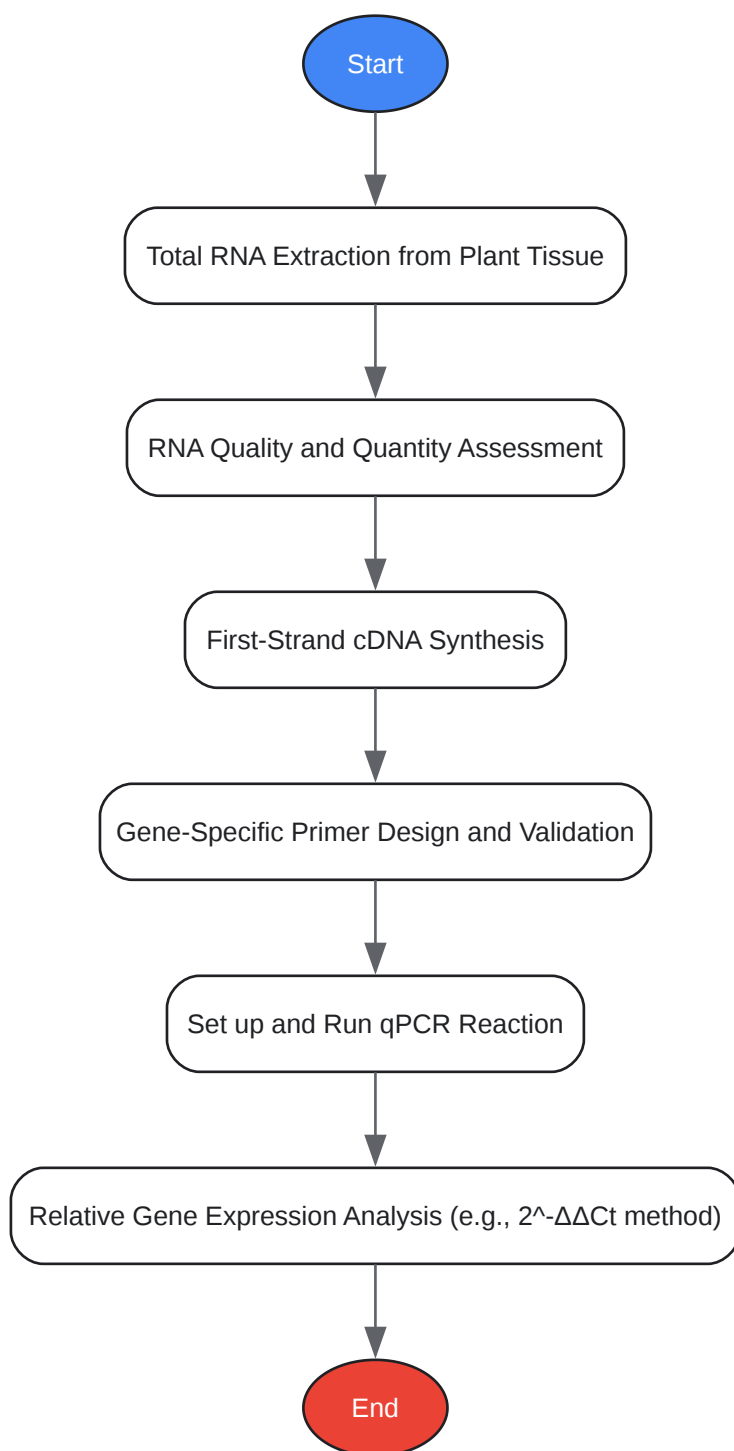 Start
Total RNA Extraction from Plant Tissue
RNA Quality and Quantity Assessment
First-Strand cDNA Synthesis
Gene-Specific Primer Design and Validation
Set up and Run qPCR Reaction
Relative Gene Expression Analysis (e.g., 2^-ΔΔCt method)
End